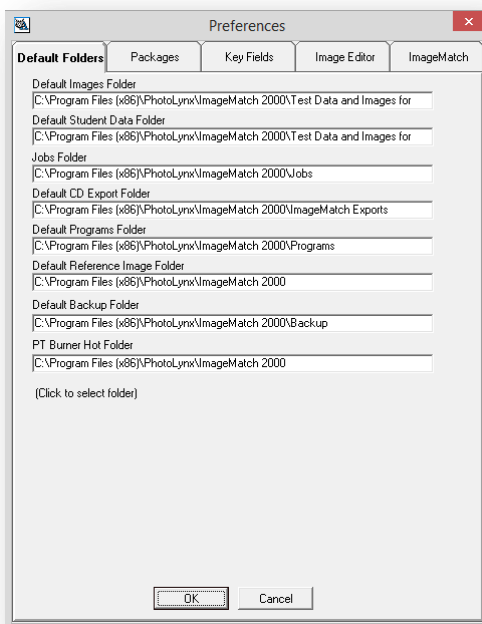 Preferences
Default Folders Packages Key Fields Image Editor ImageMatch
Default Images Folder
C:\Program Files (x86)\PhotoLynx\ImageMatch 2000\Test Data and Images for
Default Student Data Folder
C:\Program Files (x86)\PhotoLynx\ImageMatch 2000\Test Data and Images for
Jobs Folder
C:\Program Files (x86)\PhotoLynx\ImageMatch 2000\Jobs
Default CD Export Folder
C:\Program Files (x86)\PhotoLynx\ImageMatch 2000\ImageMatch Exports
Default Programs Folder
C:\Program Files (x86)\PhotoLynx\ImageMatch 2000\Programs
Default Reference Image Folder
C:\Program Files (x86)\PhotoLynx\ImageMatch 2000
Default Backup Folder
C:\Program Files (x86)\PhotoLynx\ImageMatch 2000\Backup
PT Burner Hot Folder
C:\Program Files (x86)\PhotoLynx\ImageMatch 2000
(Click to select folder)
OK Cancel